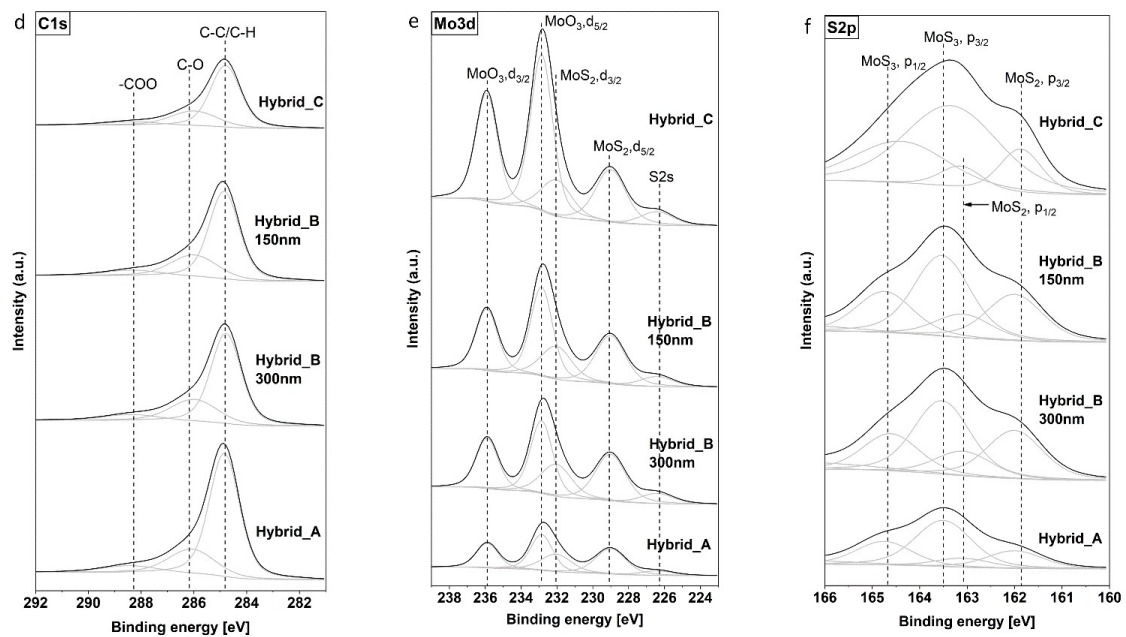 d
C1s
C-C/C-H
C-O
-COO
Hybrid_C
Hybrid_B
150nm
Hybrid_B
300nm
Hybrid_A
Intensity (a.u.)
292 290 288 286 284 282
Binding energy [eV]
e
Mo3d
MoO3,d5/2
MoO3,d3/2
MoS2,d3/2
Hybrid_C
MoS2,d5/2
S2s
Hybrid_B
150nm
Hybrid_B
300nm
Hybrid_A
Intensity (a.u.)
238 236 234 232 230 228 226 224
Binding energy [eV]
f
S2p
MoS3, p3/2
MoS3, p1/2
MoS2, p3/2
Hybrid_C
MoS2, p1/2
Hybrid_B
150nm
Hybrid_B
300nm
Hybrid_A
Intensity (a.u.)
166 165 164 163 162 161 160
Binding energy [eV]